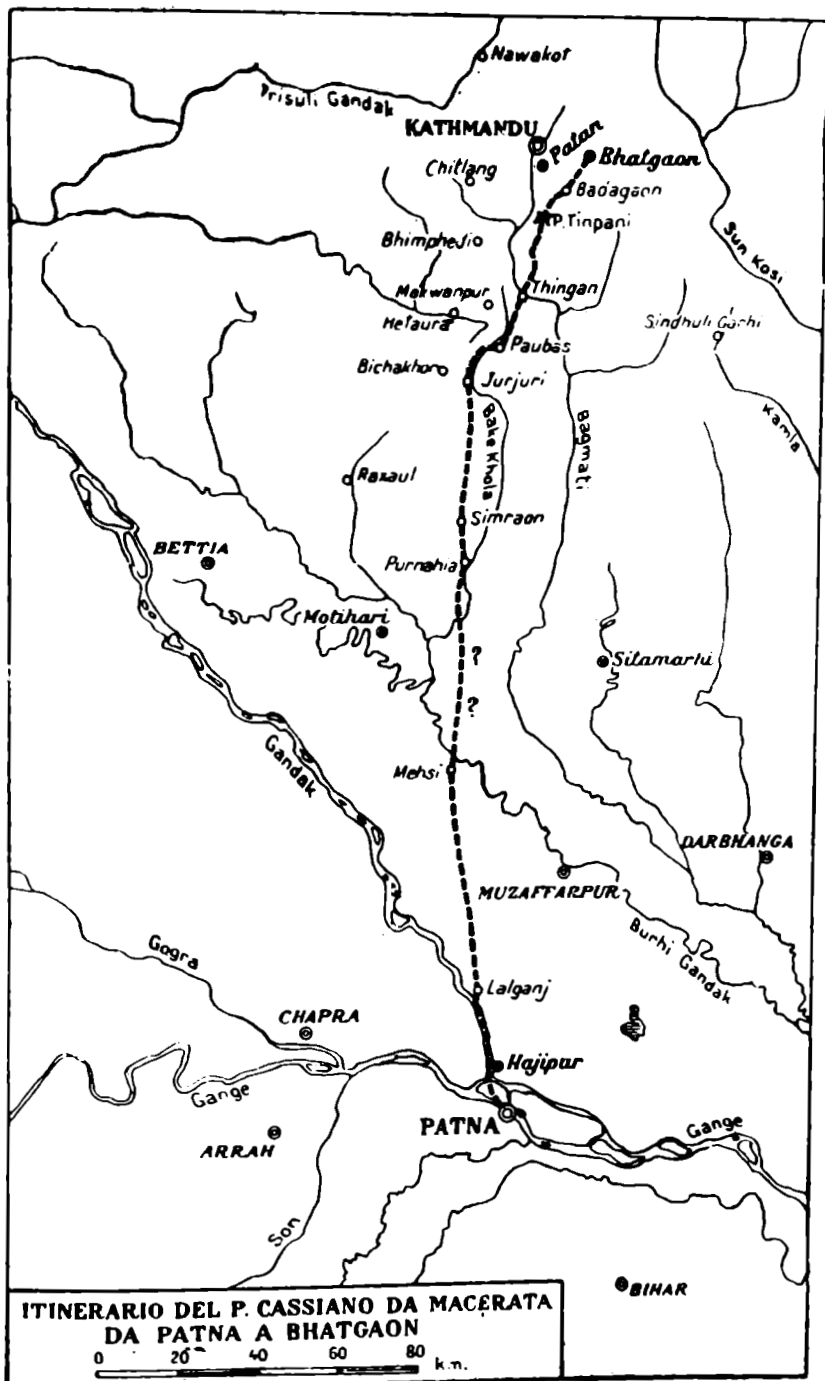 Nawakot
Trisuli Gandak
KATHMANDU
Patan
Bhatgaon
Chitlang
Badagaon
P. Tinpani
Bhimphedi
Sun Kosi
Makwanpur
Thingan
Hetaura
Sindhuli Garhi
Paubas
Bichakhoro
Jurjuri
Kamla
Bake Khola
Bagmati
Raxaul
Simraon
BETTIA
Purnahia
Motihari
?
Sitamarhi
?
Gandak
Mehsi
DARBHANGA
MUZAFFARPUR
Burhi Gandak
Gogra
Lalganj
CHAPRA
Hajipur
Gange
PATNA
Gange
ARRAH
Son
BIHAR
ITINERARIO DEL P. CASSIANO DA MACERATA
DA PATNA A BHATGAON
0 20 40 60 80
k.m.